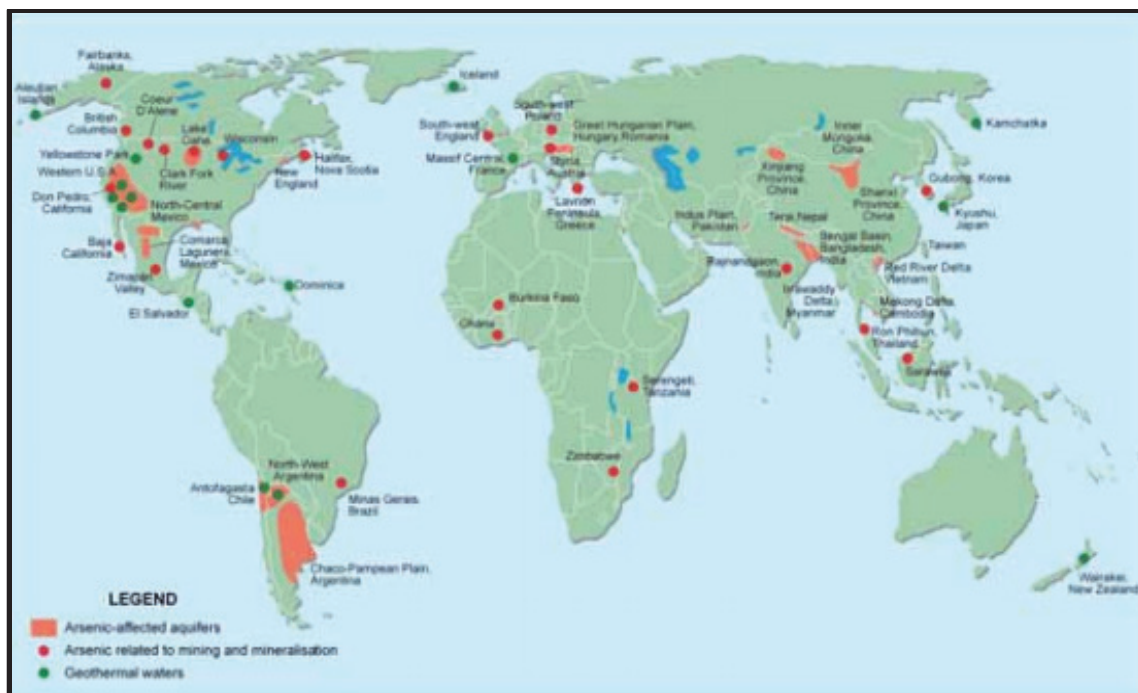 Fairbanks,
Alaska
Aleutian
Islands
Coeur
D'Alene
British
Columbia
Lake
Oahe
Wisconsin
Yellowstone Park
Western U.S.A
Clark Fork
River
New
England
Halifax,
Nova Scotia
Don Pedro,
California
North-Central
Mexico
Baja
California
Comarca
Lagunera,
Mexico
Zimapan
Valley
El Salvador
Dominica
Iceland
South-west
England
South-west
Poland
Great Hungarian Plain,
Hungary, Romania
Massif Central,
France
Styria,
Austria
Lavrion
Peninsula,
Greece
Inner
Mongolia,
China
Kamchatka
Xinjiang
Province,
China
Shanxi
Province,
China
Gubong, Korea
Kyushu,
Japan
Indus Plain,
Pakistan
Terai, Nepal
Bengal Basin,
Bangladesh,
India
Taiwan
Rajnandgaon,
India
Red River Delta
Vietnam
Irrawaddy
Delta,
Myanmar
Mekong Delta,
Cambodia
Ron Phibun,
Thailand
Sarawak
Burkina Faso
Ghana
Serengeti,
Tanzania
Zimbabwe
North-West
Argentina
Antofagasta
Chile
Minas Gerais,
Brazil
Chaco-Pampean Plain,
Argentina
Wairakei,
New Zealand
LEGEND
Arsenic-affected aquifers
Arsenic related to mining and mineralisation
Geothermal waters